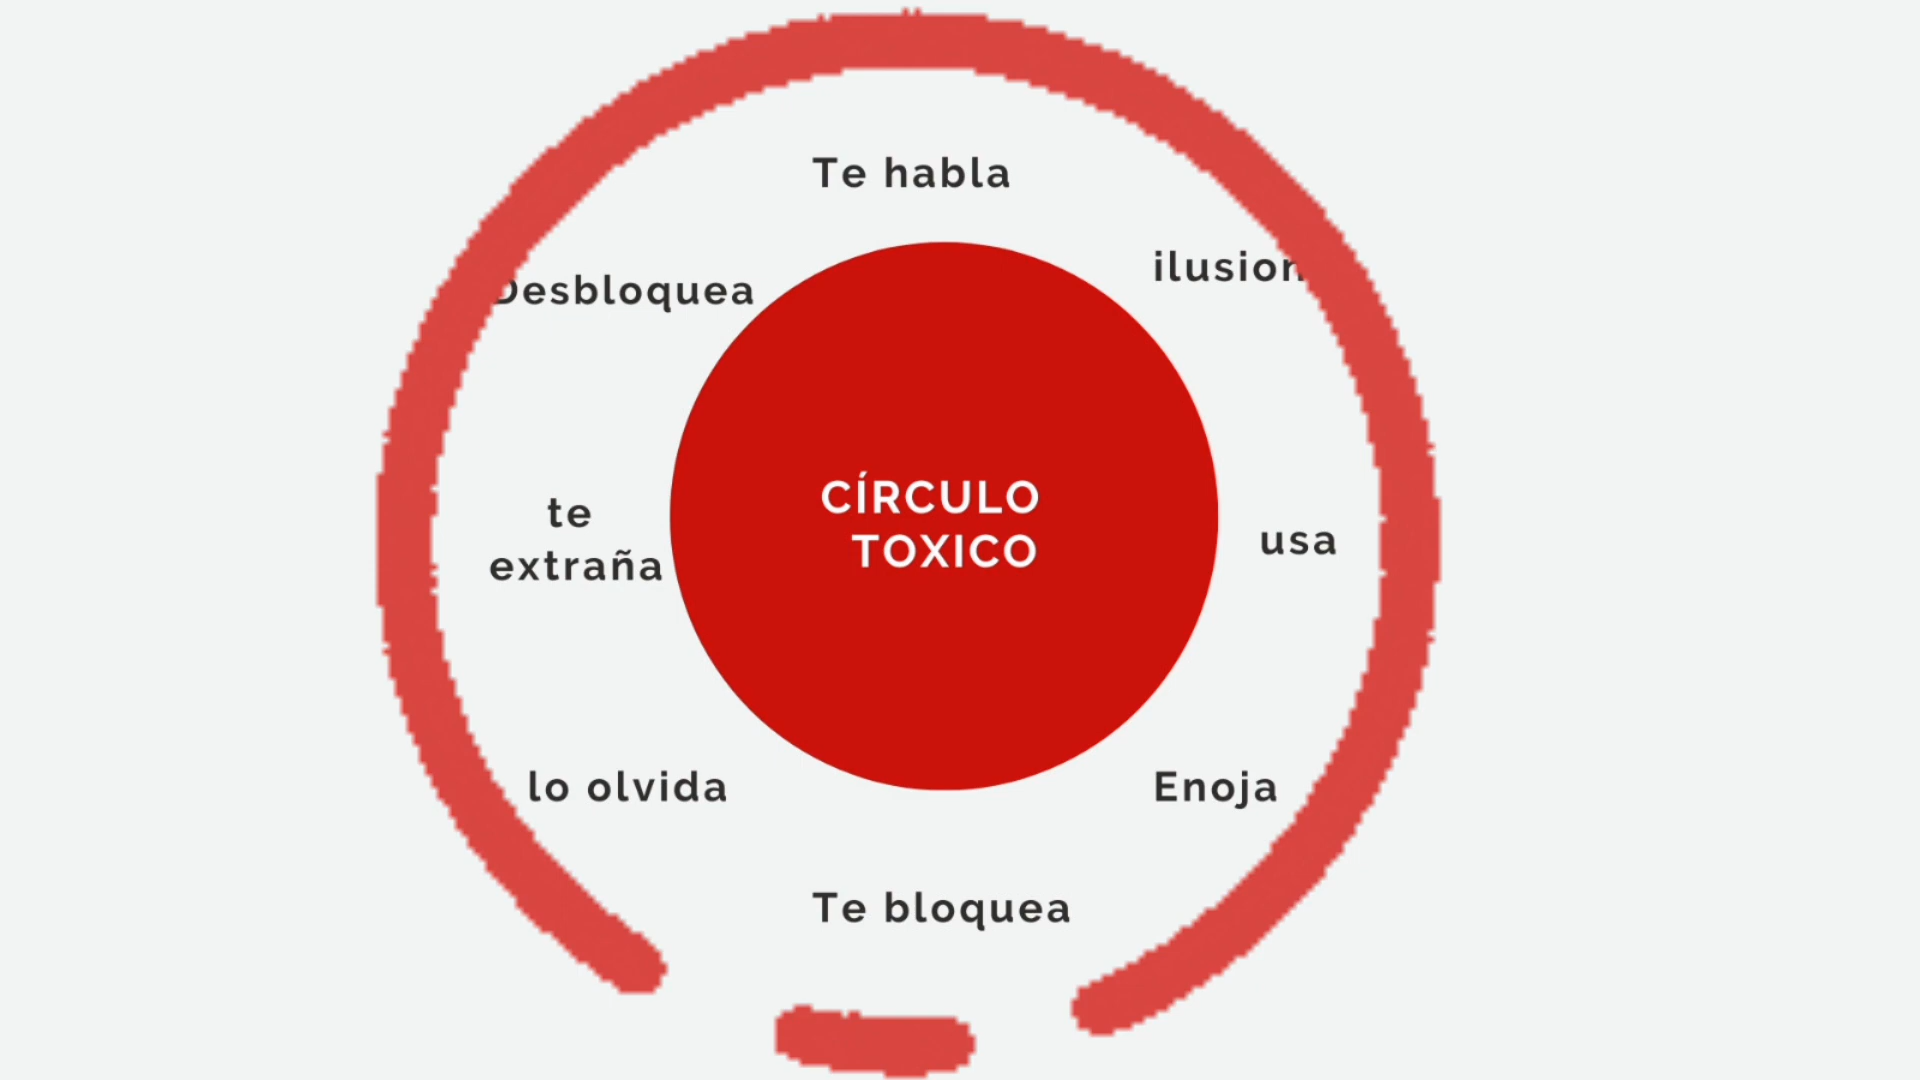 Te habla
ilusion
Desbloquea
CÍRCULO
TOXICO
te
extraña
usa
lo olvida
Enoja
Te bloquea